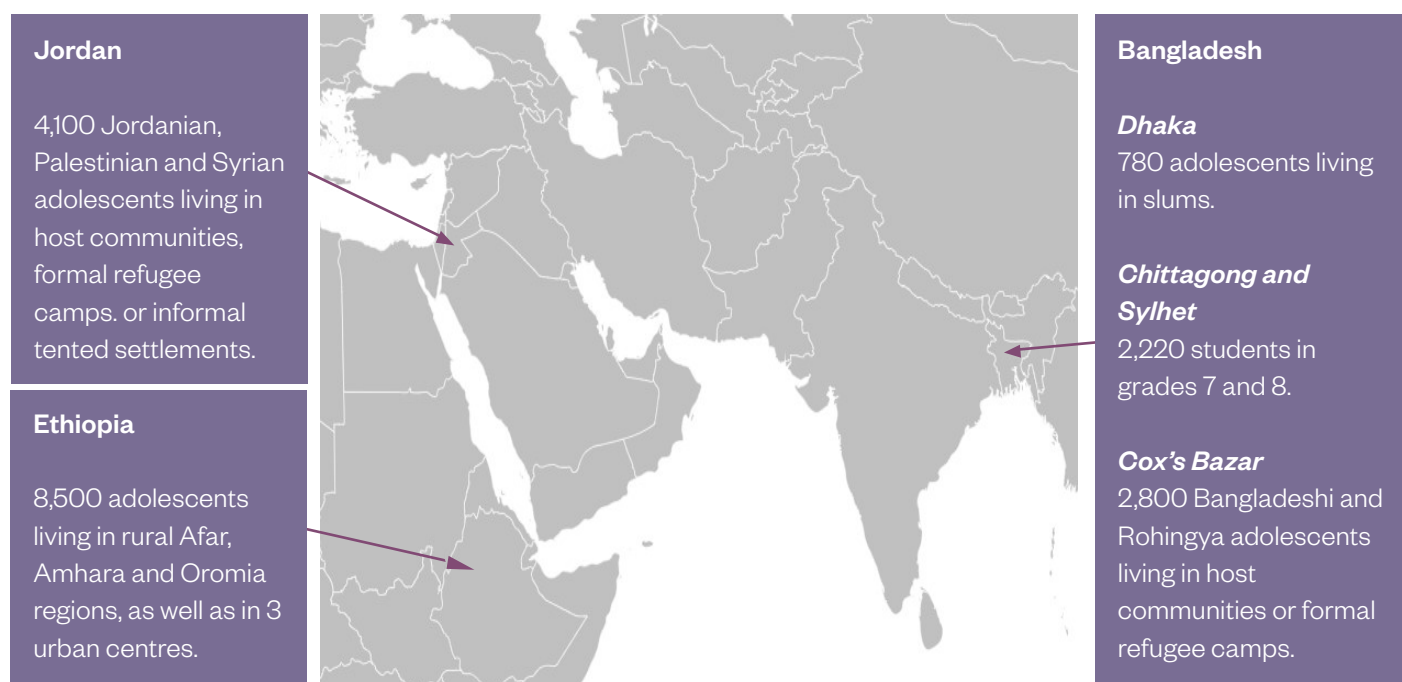 Jordan
4,100 Jordanian,
Palestinian and Syrian
adolescents living in
host communities,
formal refugee
camps. or informal
tented settlements.
Ethiopia
8,500 adolescents
living in rural Afar,
Amhara and Oromia
regions, as well as in 3
urban centres.
Bangladesh
Dhaka
780 adolescents living
in slums.
Chittagong and
Sylhet
2,220 students in
grades 7 and 8.
Cox’s Bazar
2,800 Bangladeshi and
Rohingya adolescents
living in host
communities or formal
refugee camps.